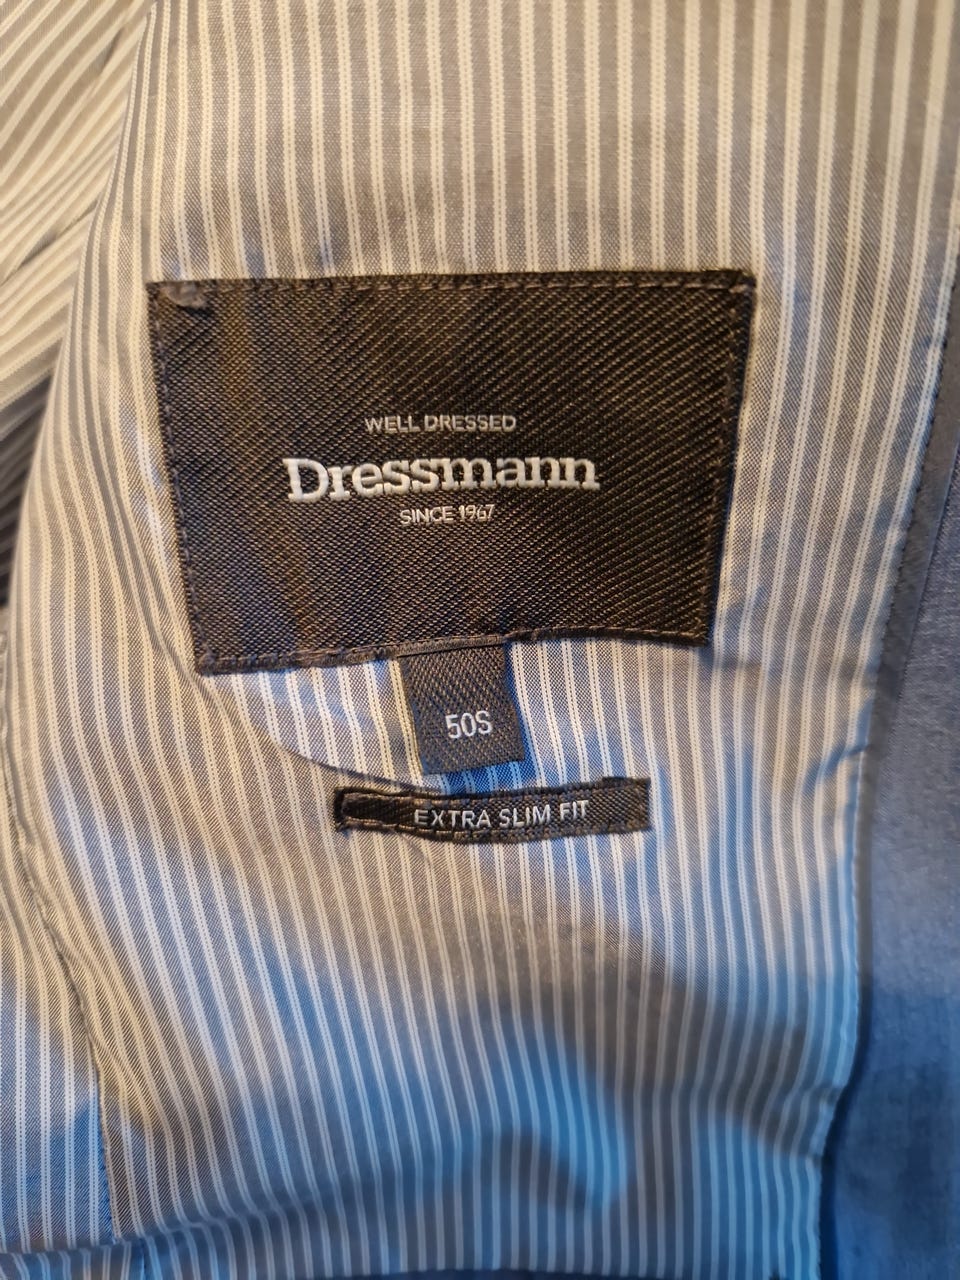 WELL DRESSED
Dressmann
SINCE 1967
50S
EXTRA SLIM FIT